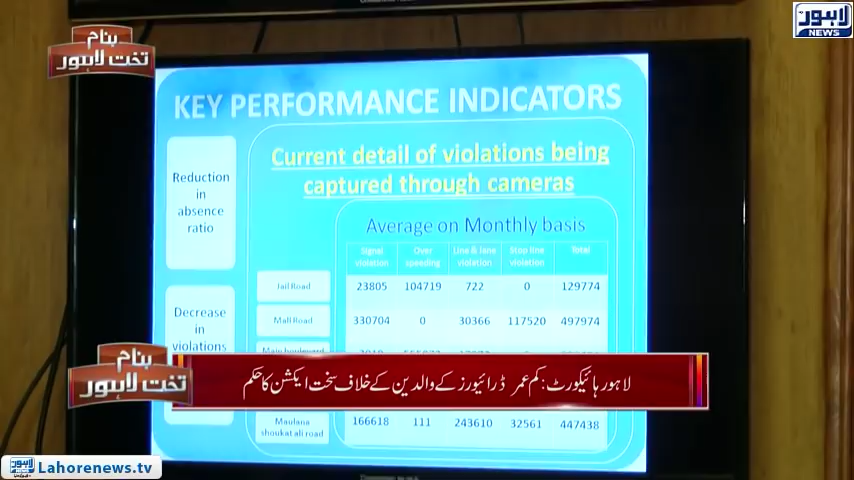 لاہور
NEWS
بنام
تخت لاہور
KEY PERFORMANCE INDICATORS
Reduction
in
absence
ratio
Decrease
in
violations
Current detail of violations being
captured through cameras
Average on Monthly basis
Signal violation Over speeding Line & lane violation Stop line violation Total
Jail Road 23805 104719 722 0 129774
Mall Road 330704 0 30366 117520 497974
Main boulevard
Maulana shoukat ali road 166618 111 243610 32561 447438
بنام
تخت لاہور
لاہور ہائیکورٹ: کم عمر ڈرائیورز کے والدین کے خلاف سخت ایکشن کا حکم
لاہور
Lahorenews.tv